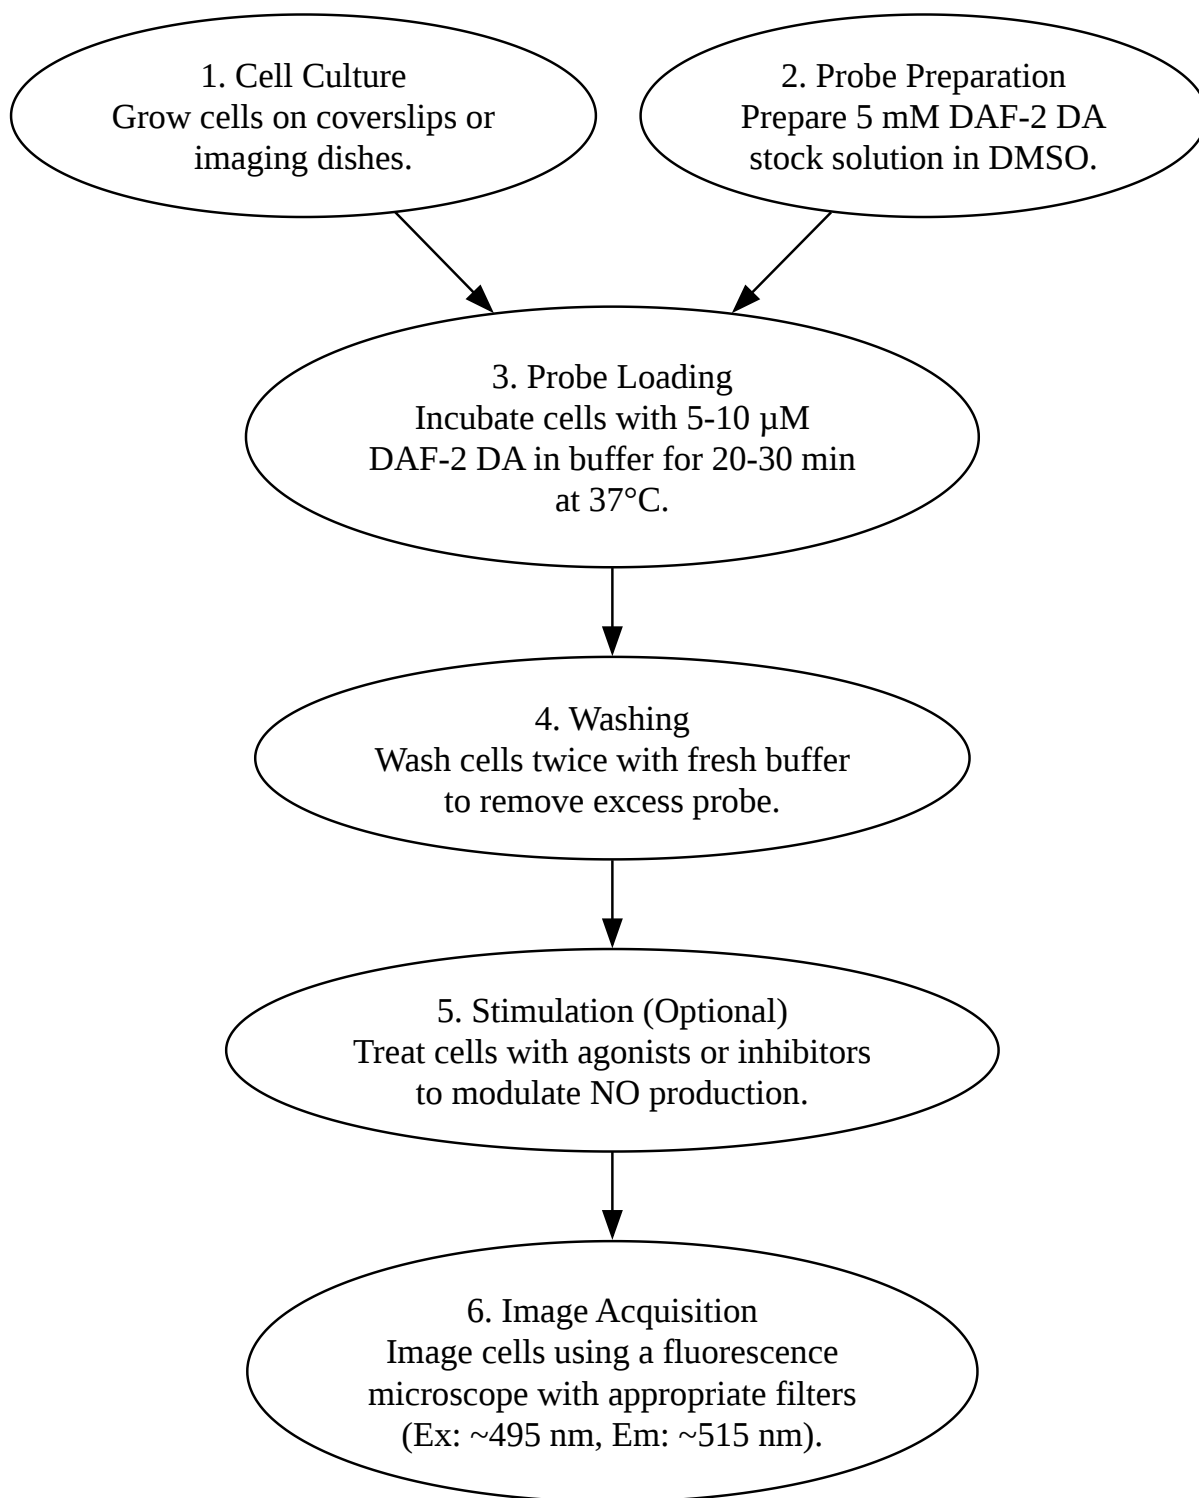 1. Cell Culture
Grow cells on coverslips or
imaging dishes.
2. Probe Preparation
Prepare 5 mM DAF-2 DA
stock solution in DMSO.
3. Probe Loading
Incubate cells with 5-10 µM
DAF-2 DA in buffer for 20-30 min
at 37°C.
4. Washing
Wash cells twice with fresh buffer
to remove excess probe.
5. Stimulation (Optional)
Treat cells with agonists or inhibitors
to modulate NO production.
6. Image Acquisition
Image cells using a fluorescence
microscope with appropriate filters
(Ex: ~495 nm, Em: ~515 nm).